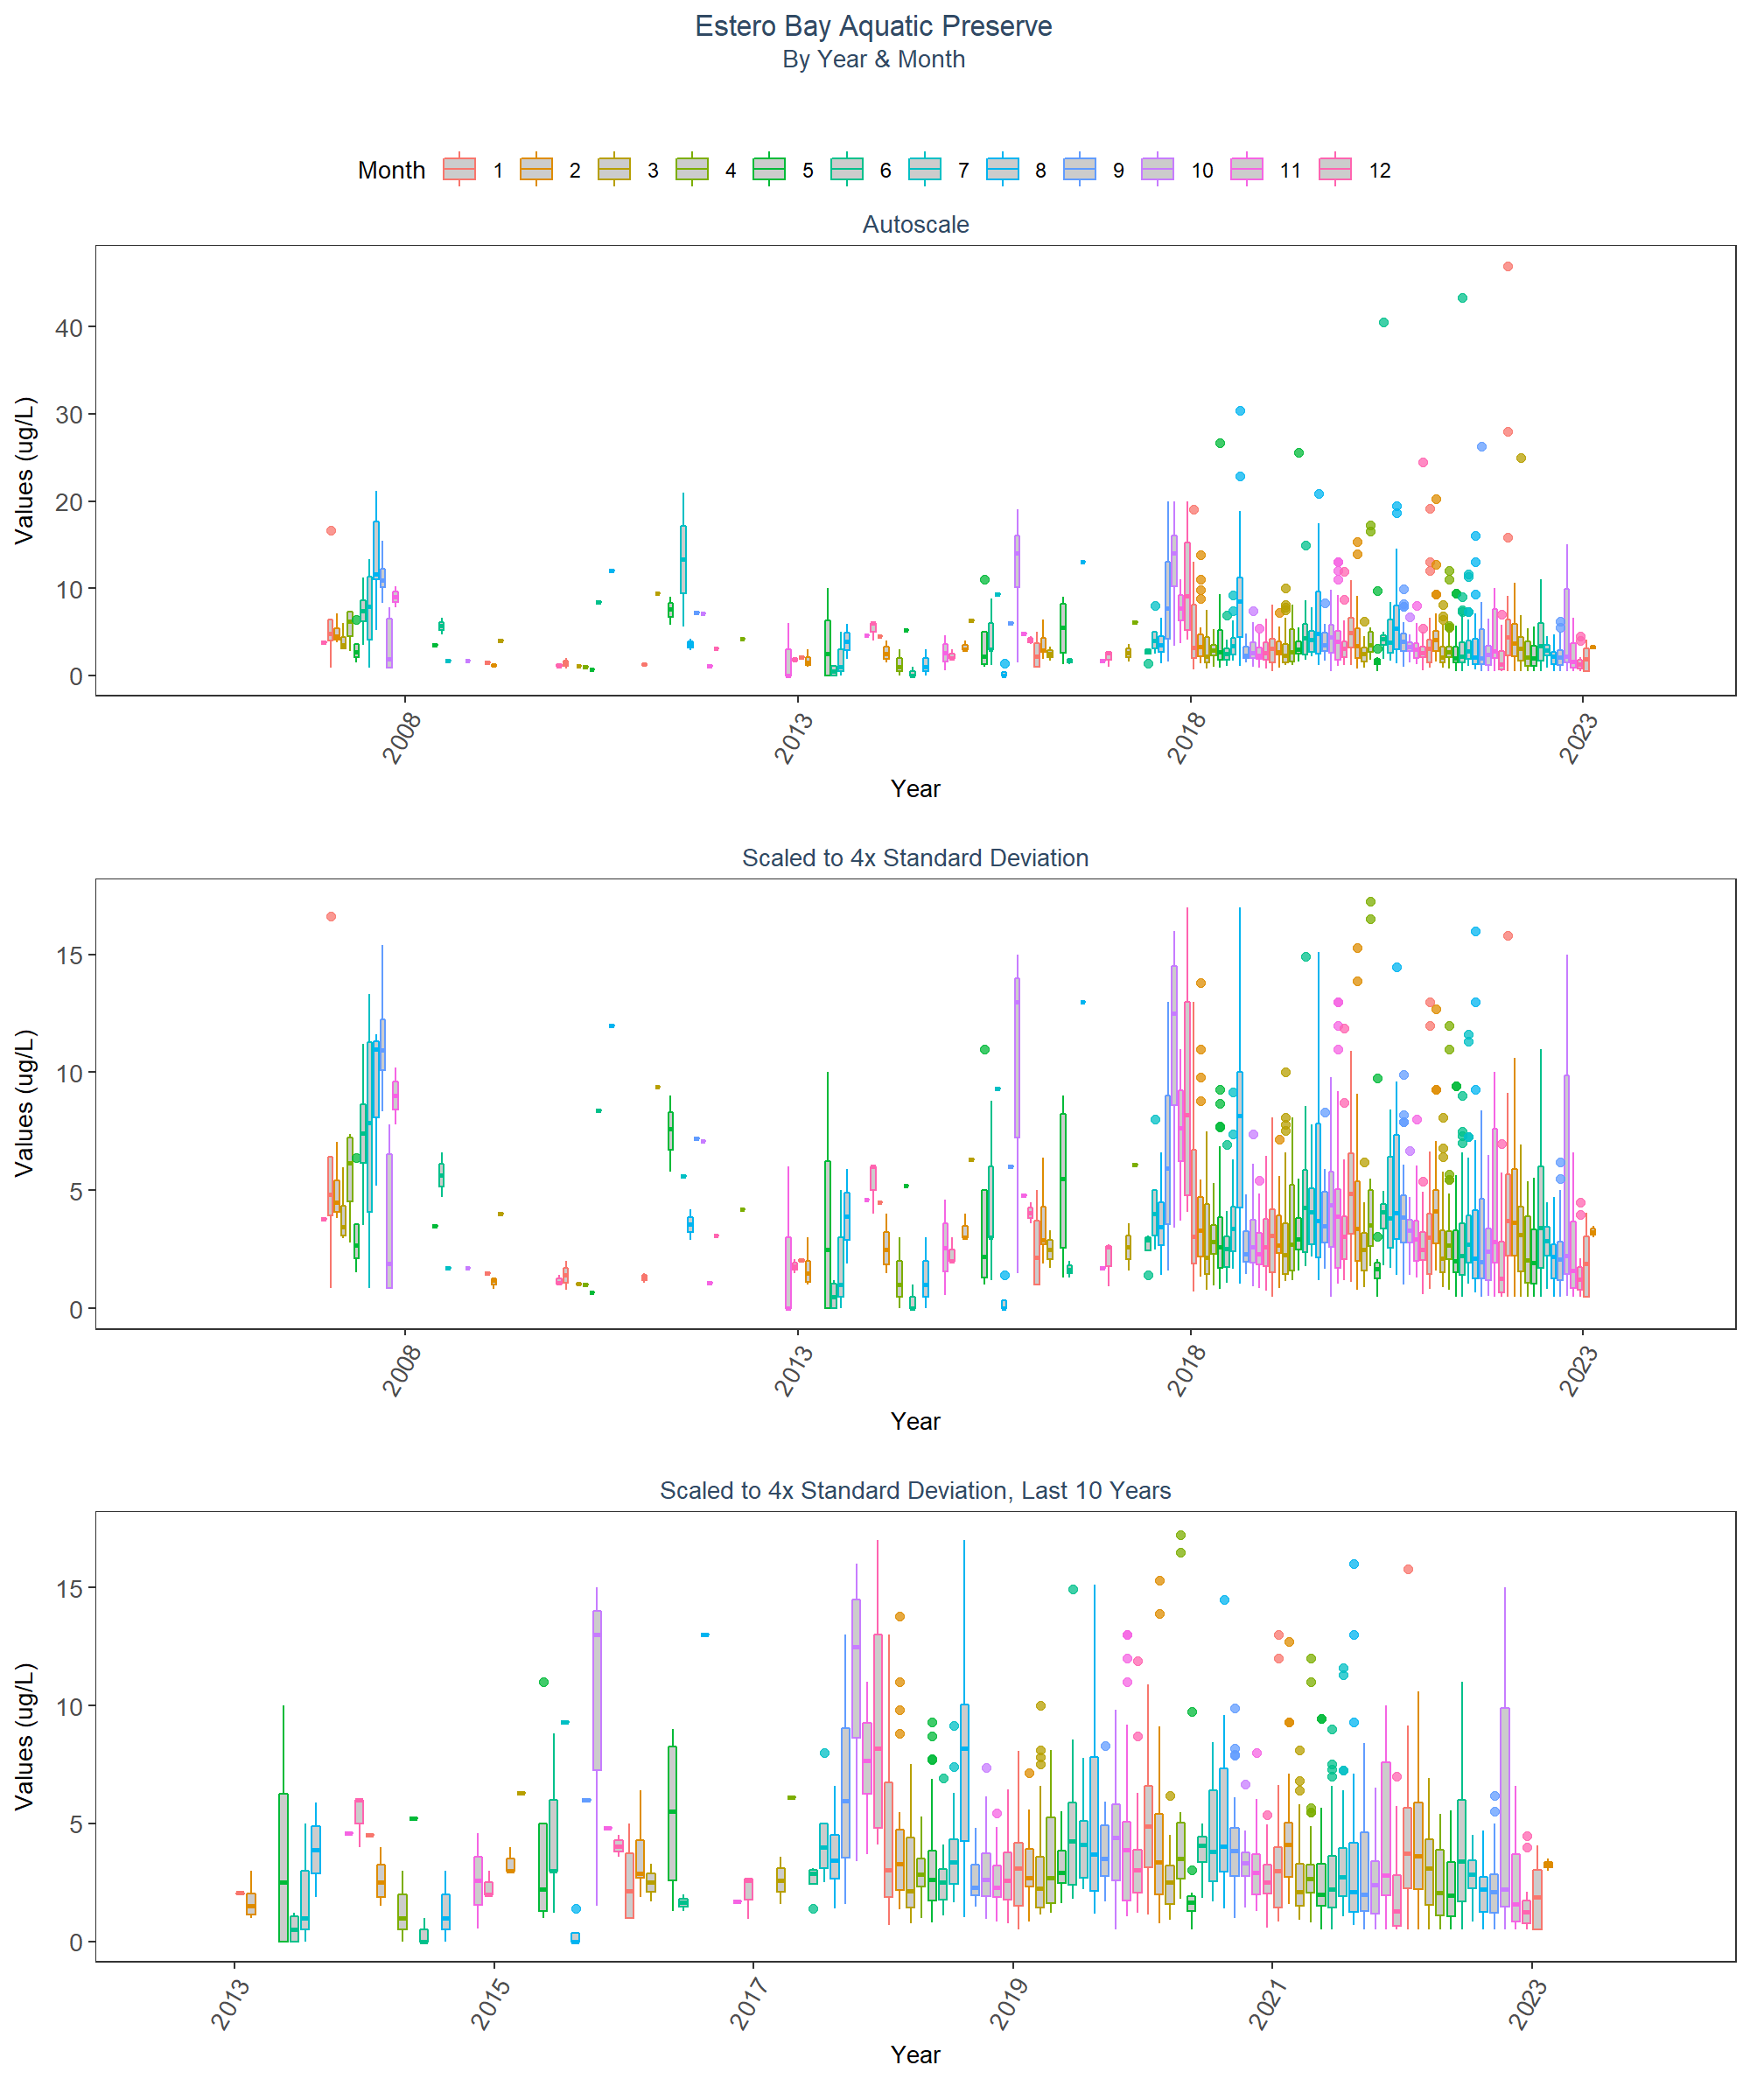 Estero Bay Aquatic Preserve
By Year & Month
Month 1 2 3 4 5 6 7 8 9 10 11 12
Autoscale
Values (ug/L)
40
30
20
10
0
2008 2013 2018 2023
Year
Scaled to 4x Standard Deviation
Values (ug/L)
15
10
5
0
2008 2013 2018 2023
Year
Scaled to 4x Standard Deviation, Last 10 Years
Values (ug/L)
15
10
5
0
2013 2015 2017 2019 2021 2023
Year